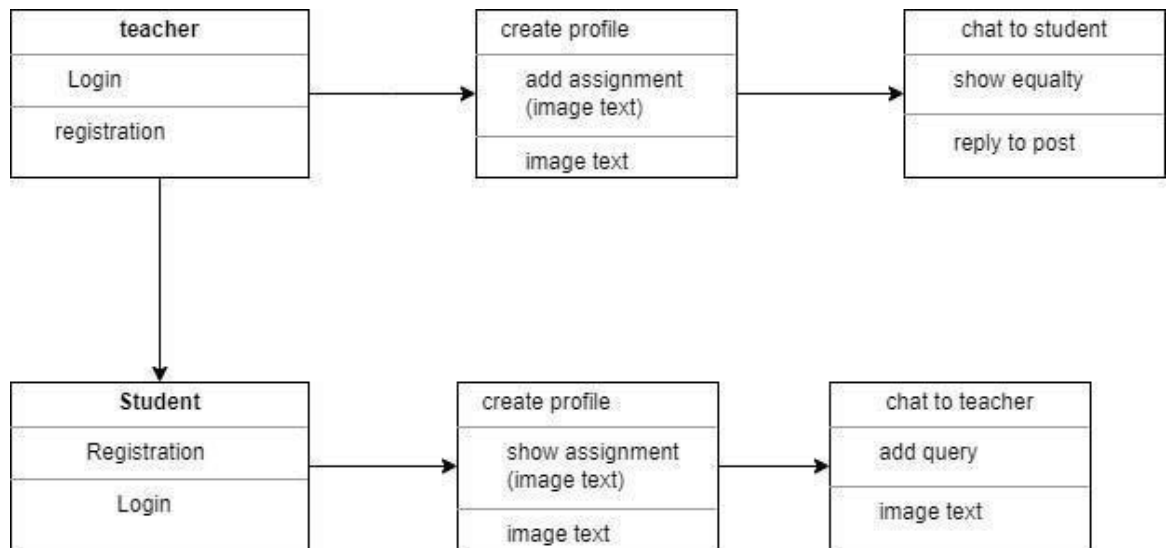 teacher
Login
registration
create profile
add assignment
(image text)
image text
chat to student
show equalty
reply to post
Student
Registration
Login
create profile
show assignment
(image text)
image text
chat to teacher
add query
image text